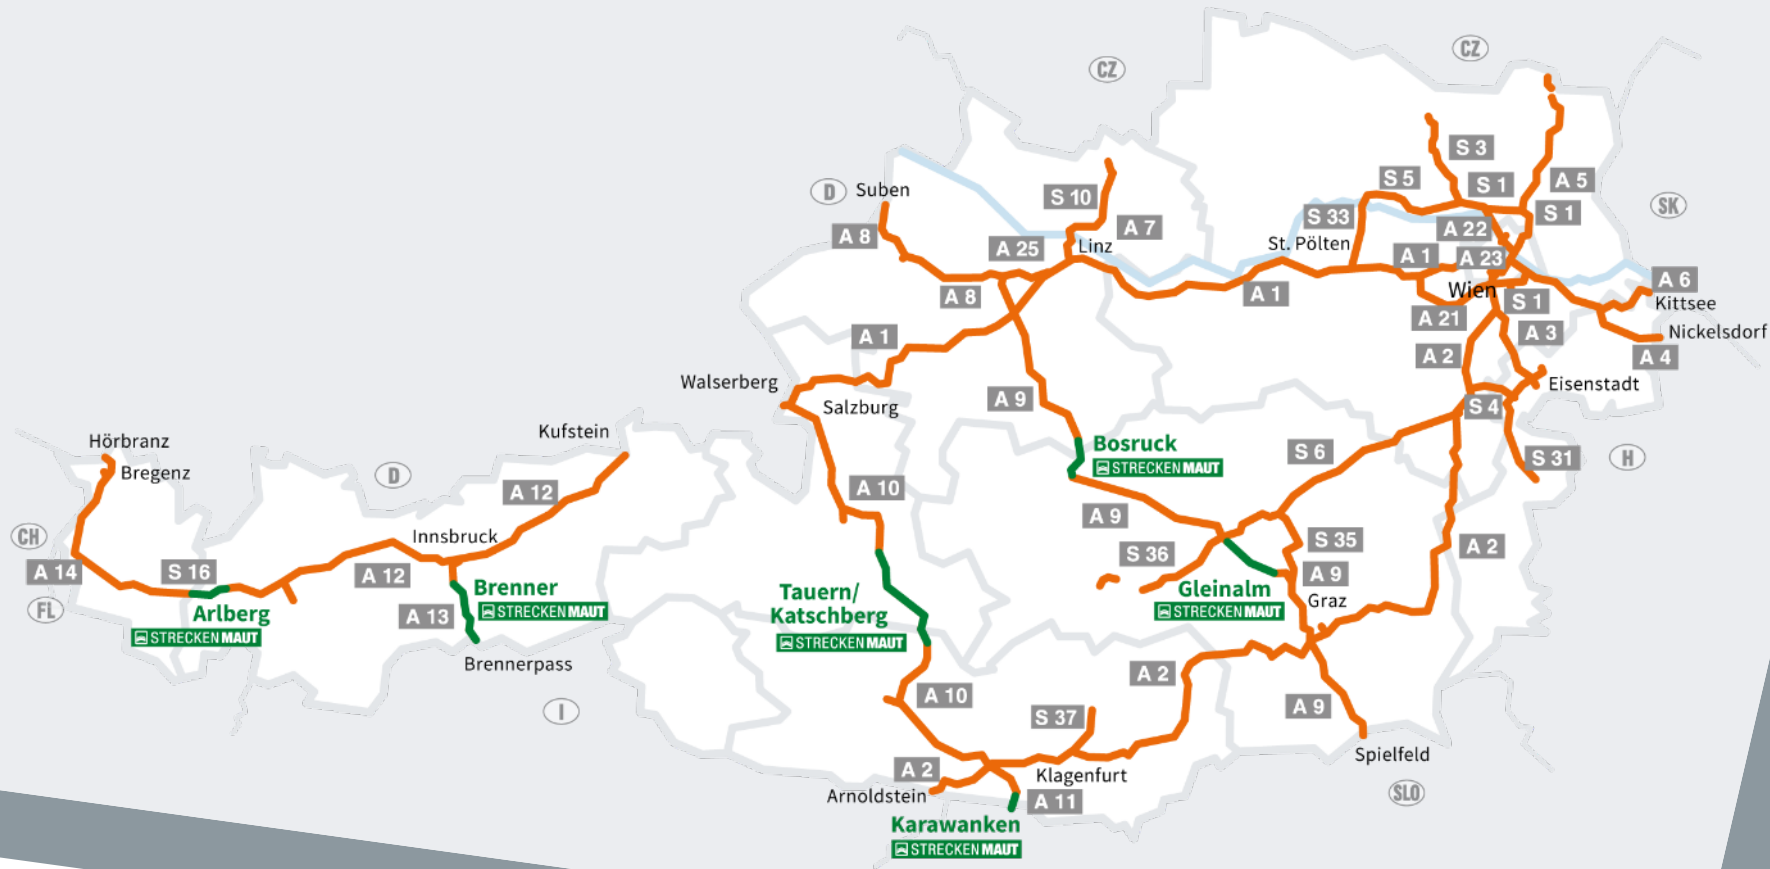 CZ
CZ
S 3
S 5
S 1
A 5
D
Suben
S 10
S 33
S 1
SK
A 8
A 25
A 7
Linz
St. Pölten
A 22
A 1
A 23
A 8
A 1
Wien
S 1
A 6
Kittsee
A 21
A 3
Nickelsdorf
A 1
A 2
A 4
Walserberg
Salzburg
A 9
S 4
Eisenstadt
Hörbranz
Bregenz
Kufstein
D
Bosruck
STRECKENMAUT
S 6
S 31
H
A 12
A 10
A 9
CH
Innsbruck
S 36
S 35
A 2
A 14
S 16
A 12
Brenner
STRECKENMAUT
Tauern/
Katschberg
STRECKENMAUT
Gleinalm
STRECKENMAUT
A 9
Graz
FL
Arlberg
STRECKENMAUT
A 13
Brennerpass
I
A 10
A 2
S 37
A 9
Spielfeld
A 2
Klagenfurt
Arnoldstein
A 11
SLO
Karawanken
STRECKENMAUT